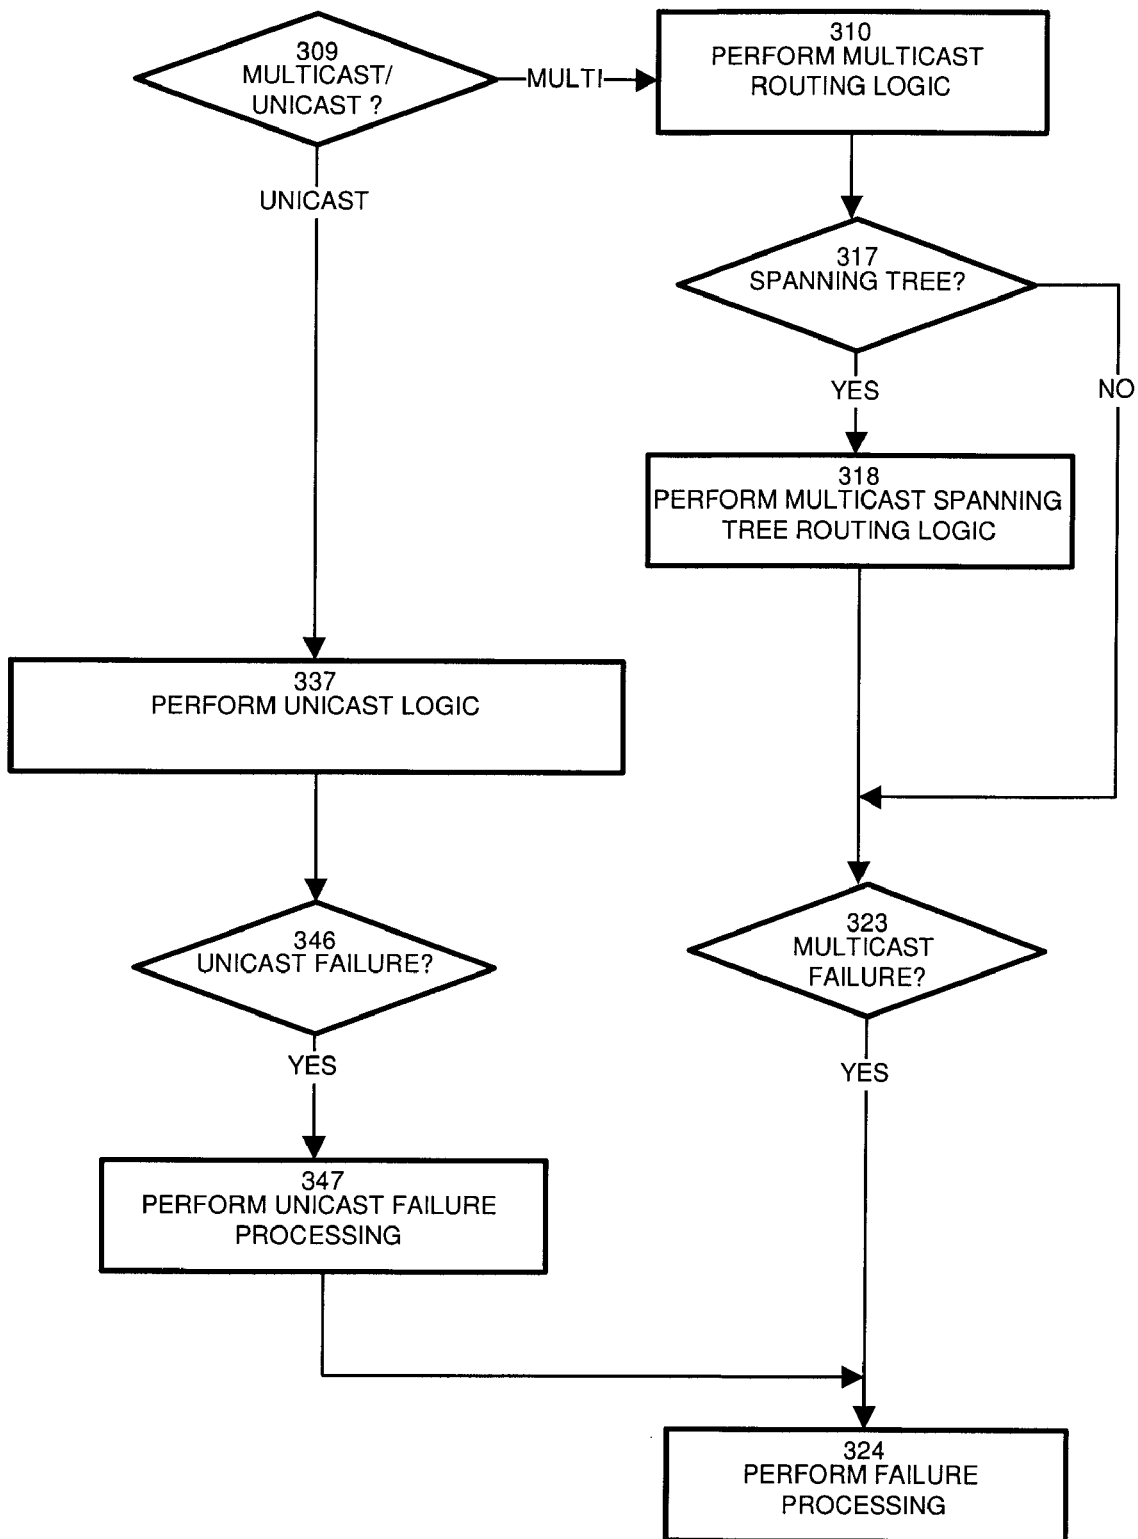 309
MULTICAST/
UNICAST ?
MULTI
310
PERFORM MULTICAST
ROUTING LOGIC
UNICAST
317
SPANNING TREE?
YES
NO
318
PERFORM MULTICAST SPANNING
TREE ROUTING LOGIC
337
PERFORM UNICAST LOGIC
346
UNICAST FAILURE?
323
MULTICAST
FAILURE?
YES
YES
347
PERFORM UNICAST FAILURE
PROCESSING
324
PERFORM FAILURE
PROCESSING